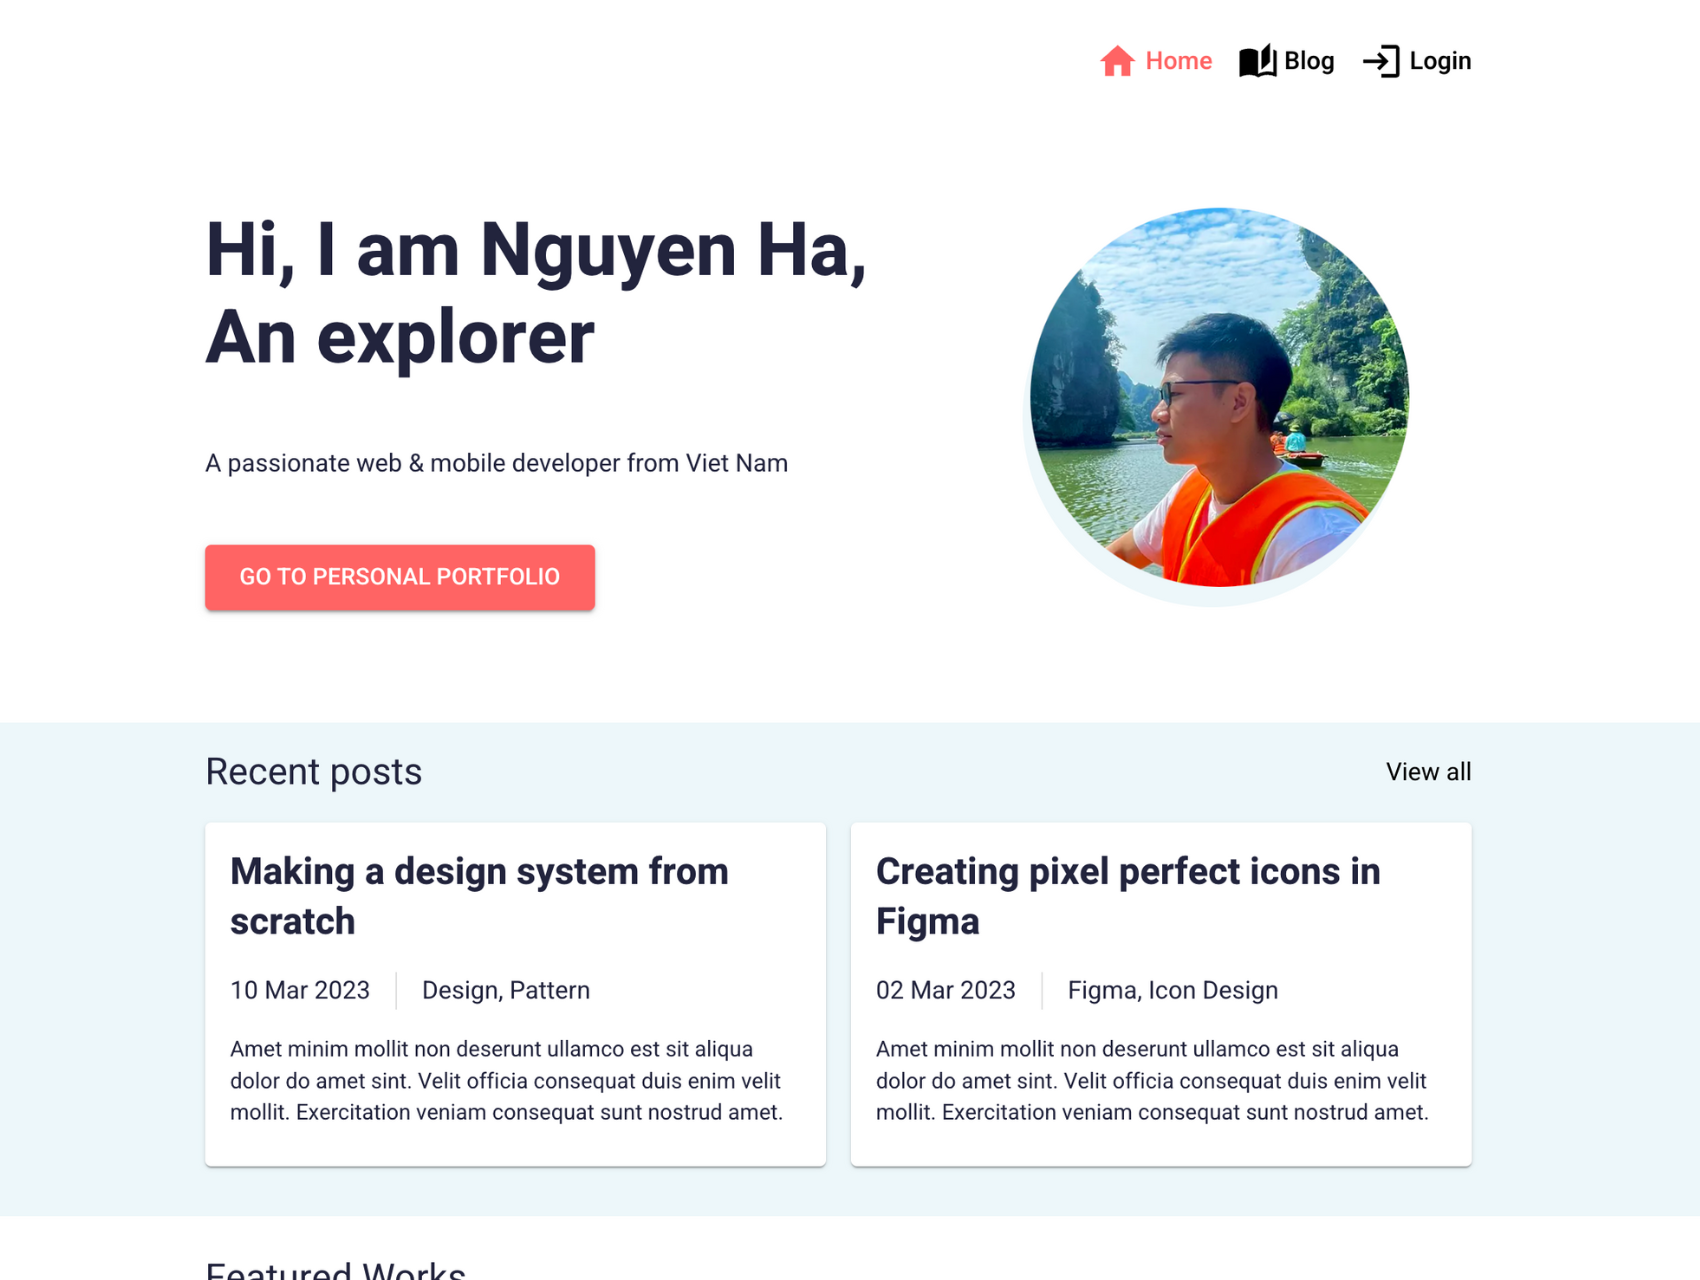 Home Blog Login
Hi, I am Nguyen Ha,
An explorer
A passionate web & mobile developer from Viet Nam
GO TO PERSONAL PORTFOLIO
Recent posts
View all
Making a design system from
scratch
10 Mar 2023
Design, Pattern
Amet minim mollit non deserunt ullamco est sit aliqua
dolor do amet sint. Velit officia consequat duis enim velit
mollit. Exercitation veniam consequat sunt nostrud amet.
Creating pixel perfect icons in
Figma
02 Mar 2023
Figma, Icon Design
Amet minim mollit non deserunt ullamco est sit aliqua
dolor do amet sint. Velit officia consequat duis enim velit
mollit. Exercitation veniam consequat sunt nostrud amet.
Featured Works